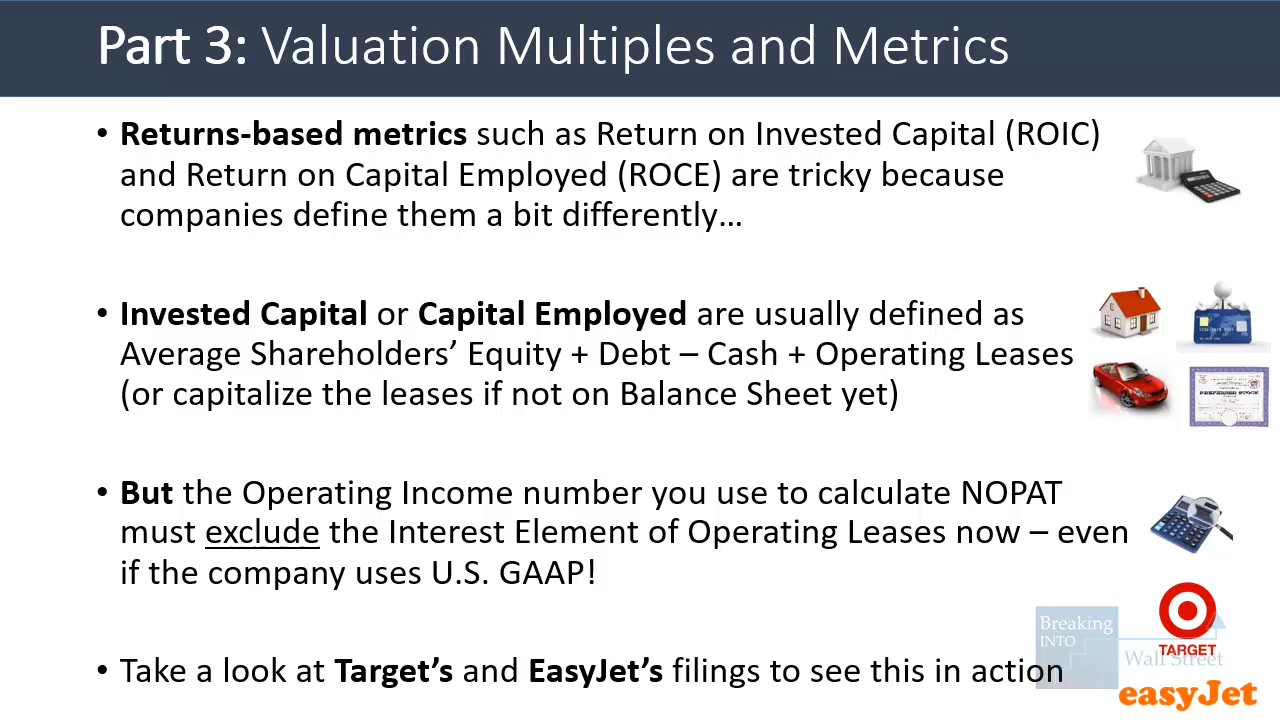 Part 3: Valuation Multiples and Metrics
• Returns-based metrics such as Return on Invested Capital (ROIC)
and Return on Capital Employed (ROCE) are tricky because
companies define them a bit differently…
• Invested Capital or Capital Employed are usually defined as
Average Shareholders’ Equity + Debt – Cash + Operating Leases
(or capitalize the leases if not on Balance Sheet yet)
PREFERRED STOCK
• But the Operating Income number you use to calculate NOPAT
must exclude the Interest Element of Operating Leases now – even
if the company uses U.S. GAAP!
Breaking
INTO
Wall Street
TARGET
• Take a look at Target’s and EasyJet’s filings to see this in action
easyJet